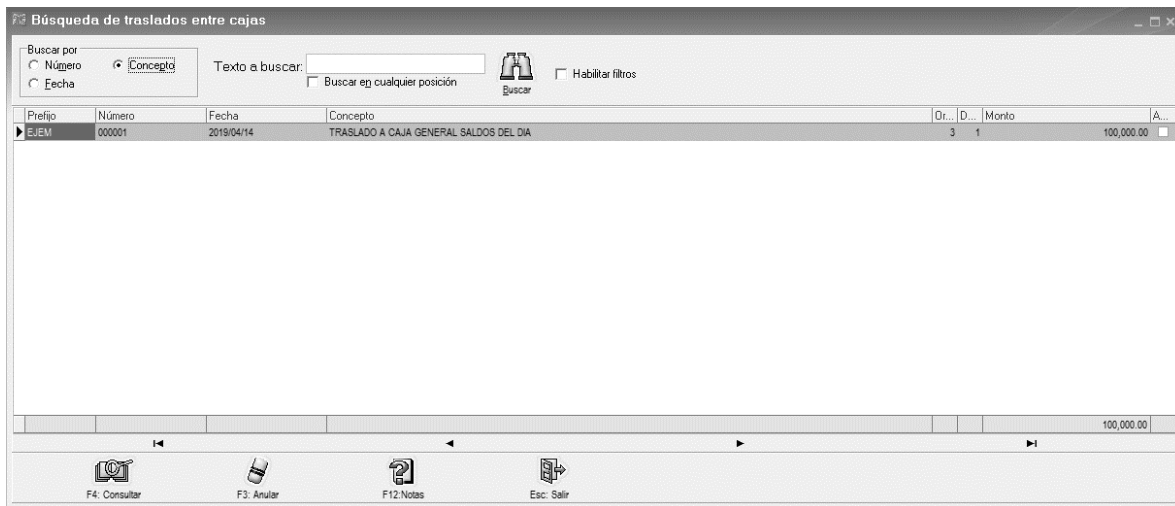 Búsqueda de traslados entre cajas
Buscar por
Número Concepto
Fecha
Texto a buscar:
Buscar en cualquier posición
Buscar
Habilitar filtros
Prefijo Número Fecha Concepto Or... D... Monto A...
EJEM 000001 2019/04/14 TRASLADO A CAJA GENERAL SALDOS DEL DIA 3 1 100,000.00
100,000.00
F4: Consultar F3: Anular F12:Notas Esc: Salir